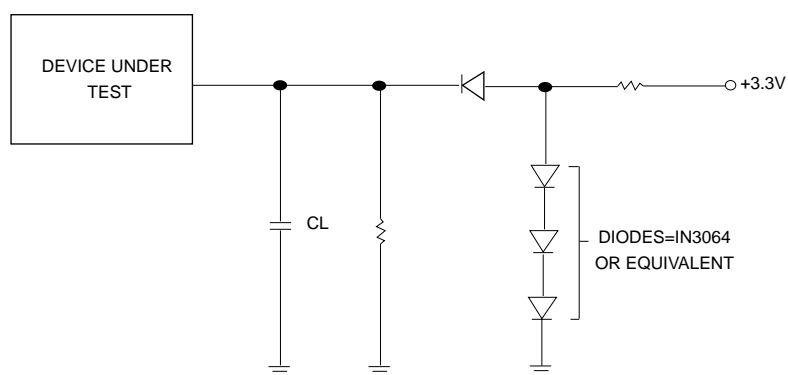 DEVICE UNDER
TEST
+3.3V
CL
DIODES=IN3064
OR EQUIVALENT